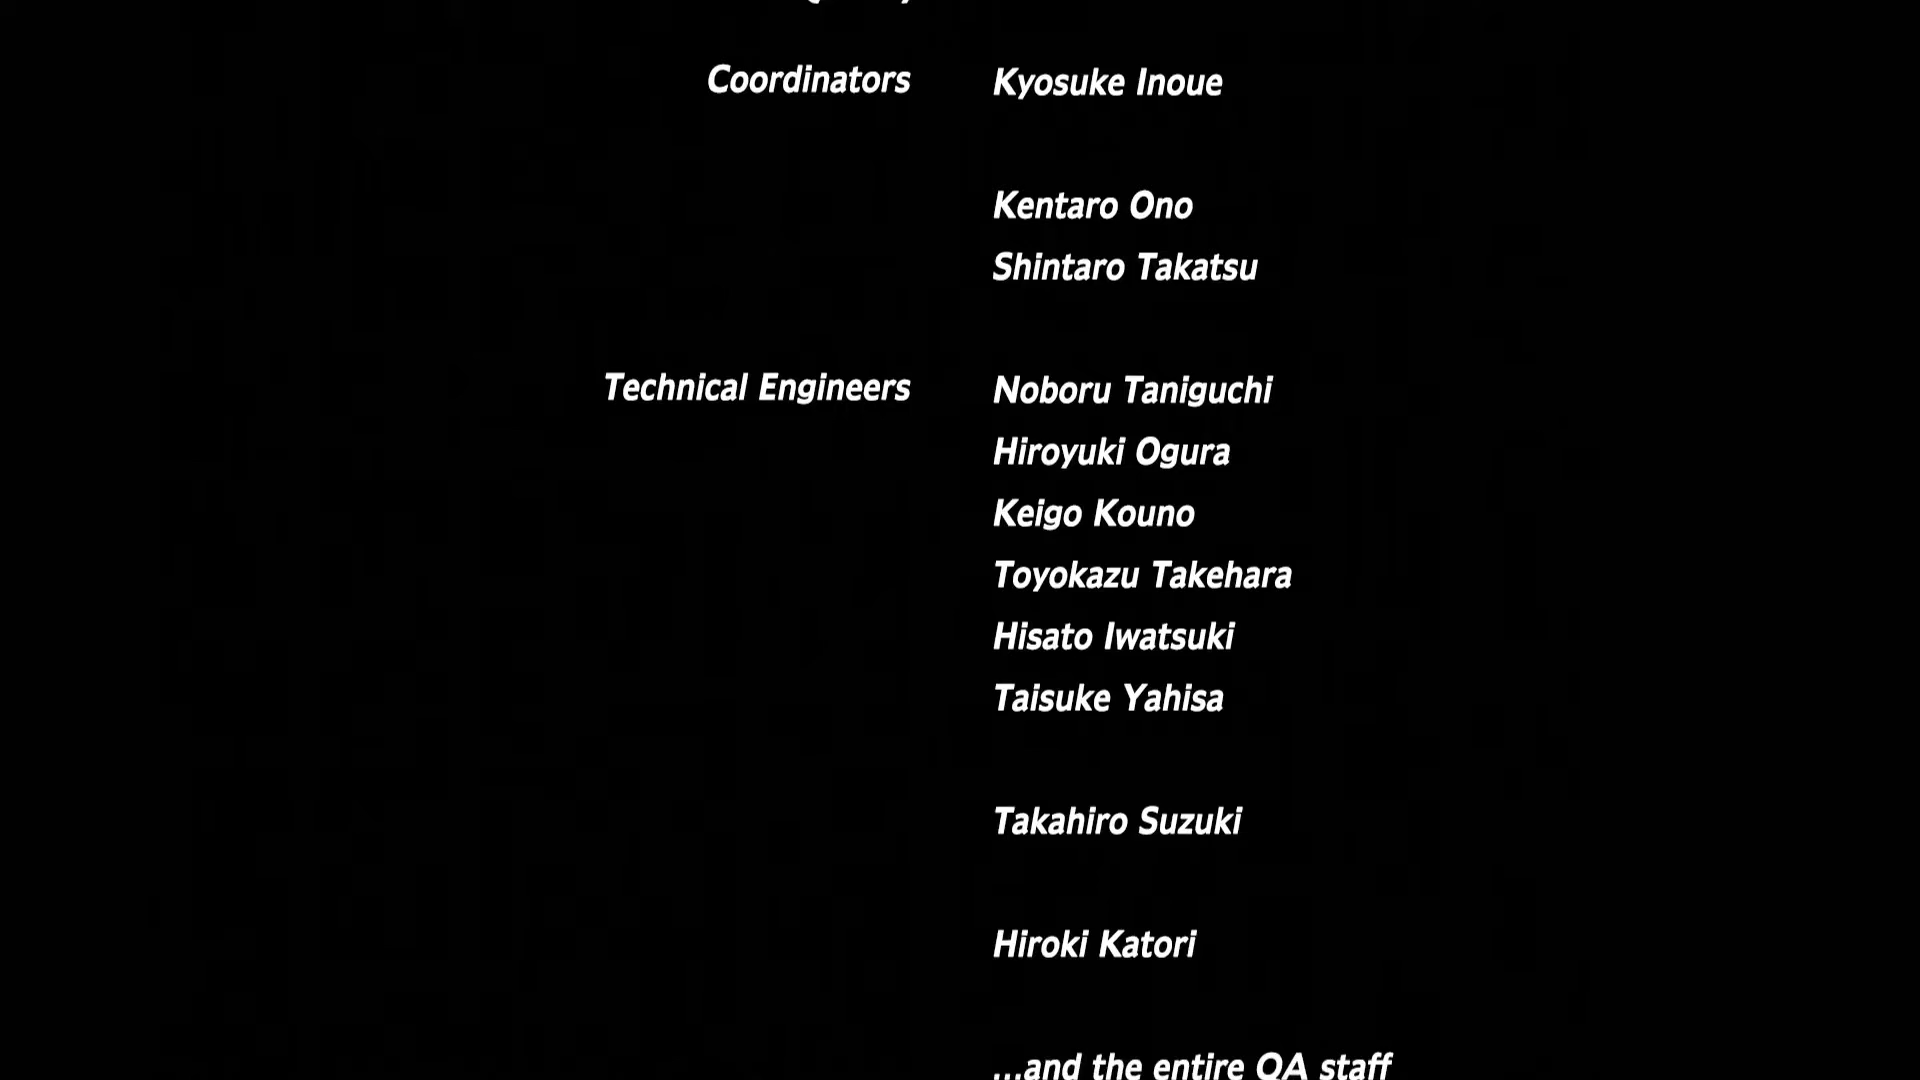 Coordinators Kyosuke Inoue
Kentaro Ono
Shintaro Takatsu
Technical Engineers Noboru Taniguchi
Hiroyuki Ogura
Keigo Kouno
Toyokazu Takehara
Hisato Iwatsuki
Taisuke Yahisa
Takahiro Suzuki
Hiroki Katori
...and the entire QA staff